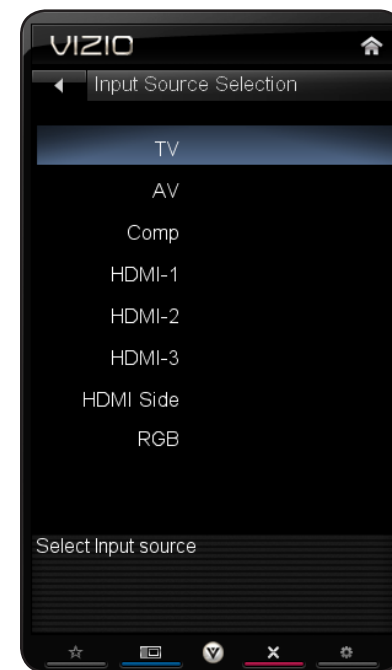 VIZIO
Input Source Selection
TV
AV
Comp
HDMI-1
HDMI-2
HDMI-3
HDMI Side
RGB
Select Input source
V